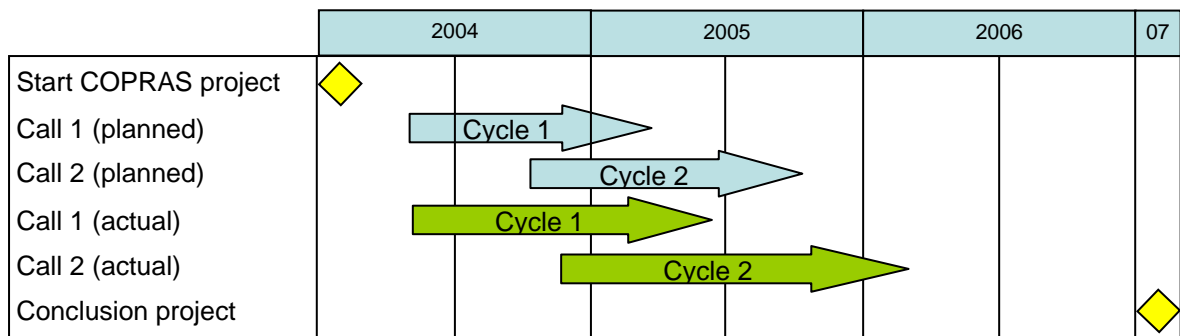 2004 2005 2006 07
Start COPRAS project
Call 1 (planned) Cycle 1
Call 2 (planned) Cycle 2
Call 1 (actual) Cycle 1
Call 2 (actual) Cycle 2
Conclusion project